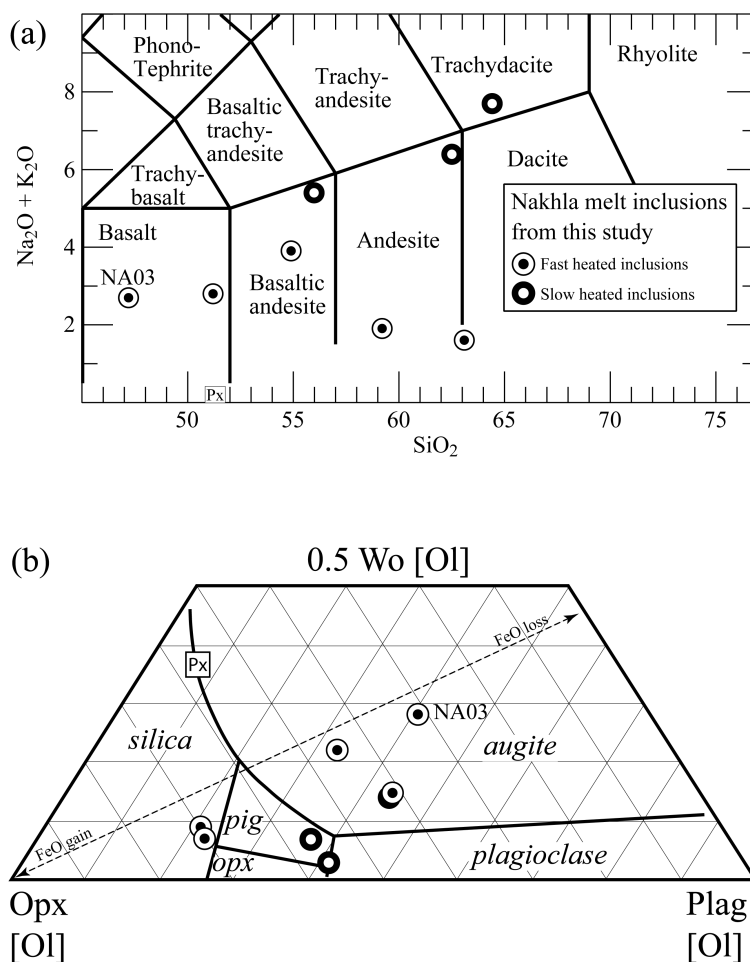 (a)
Phono-
Tephrite
Trachy-
andesite
Trachydacite
Rhyolite
Basaltic
trachy-
andesite
Trachy-
basalt
Dacite
Basalt
NA03
Basaltic
andesite
Andesite
Nakhla melt inclusions
from this study
Fast heated inclusions
Slow heated inclusions
Px
8
6
4
2
Na₂O + K₂O
50
55
60
65
70
75
SiO₂
(b)
0.5 Wo [Ol]
FeO loss
Px
NA03
silica
augite
pig
FeO gain
opx
plagioclase
Opx
[Ol]
Plag
[Ol]